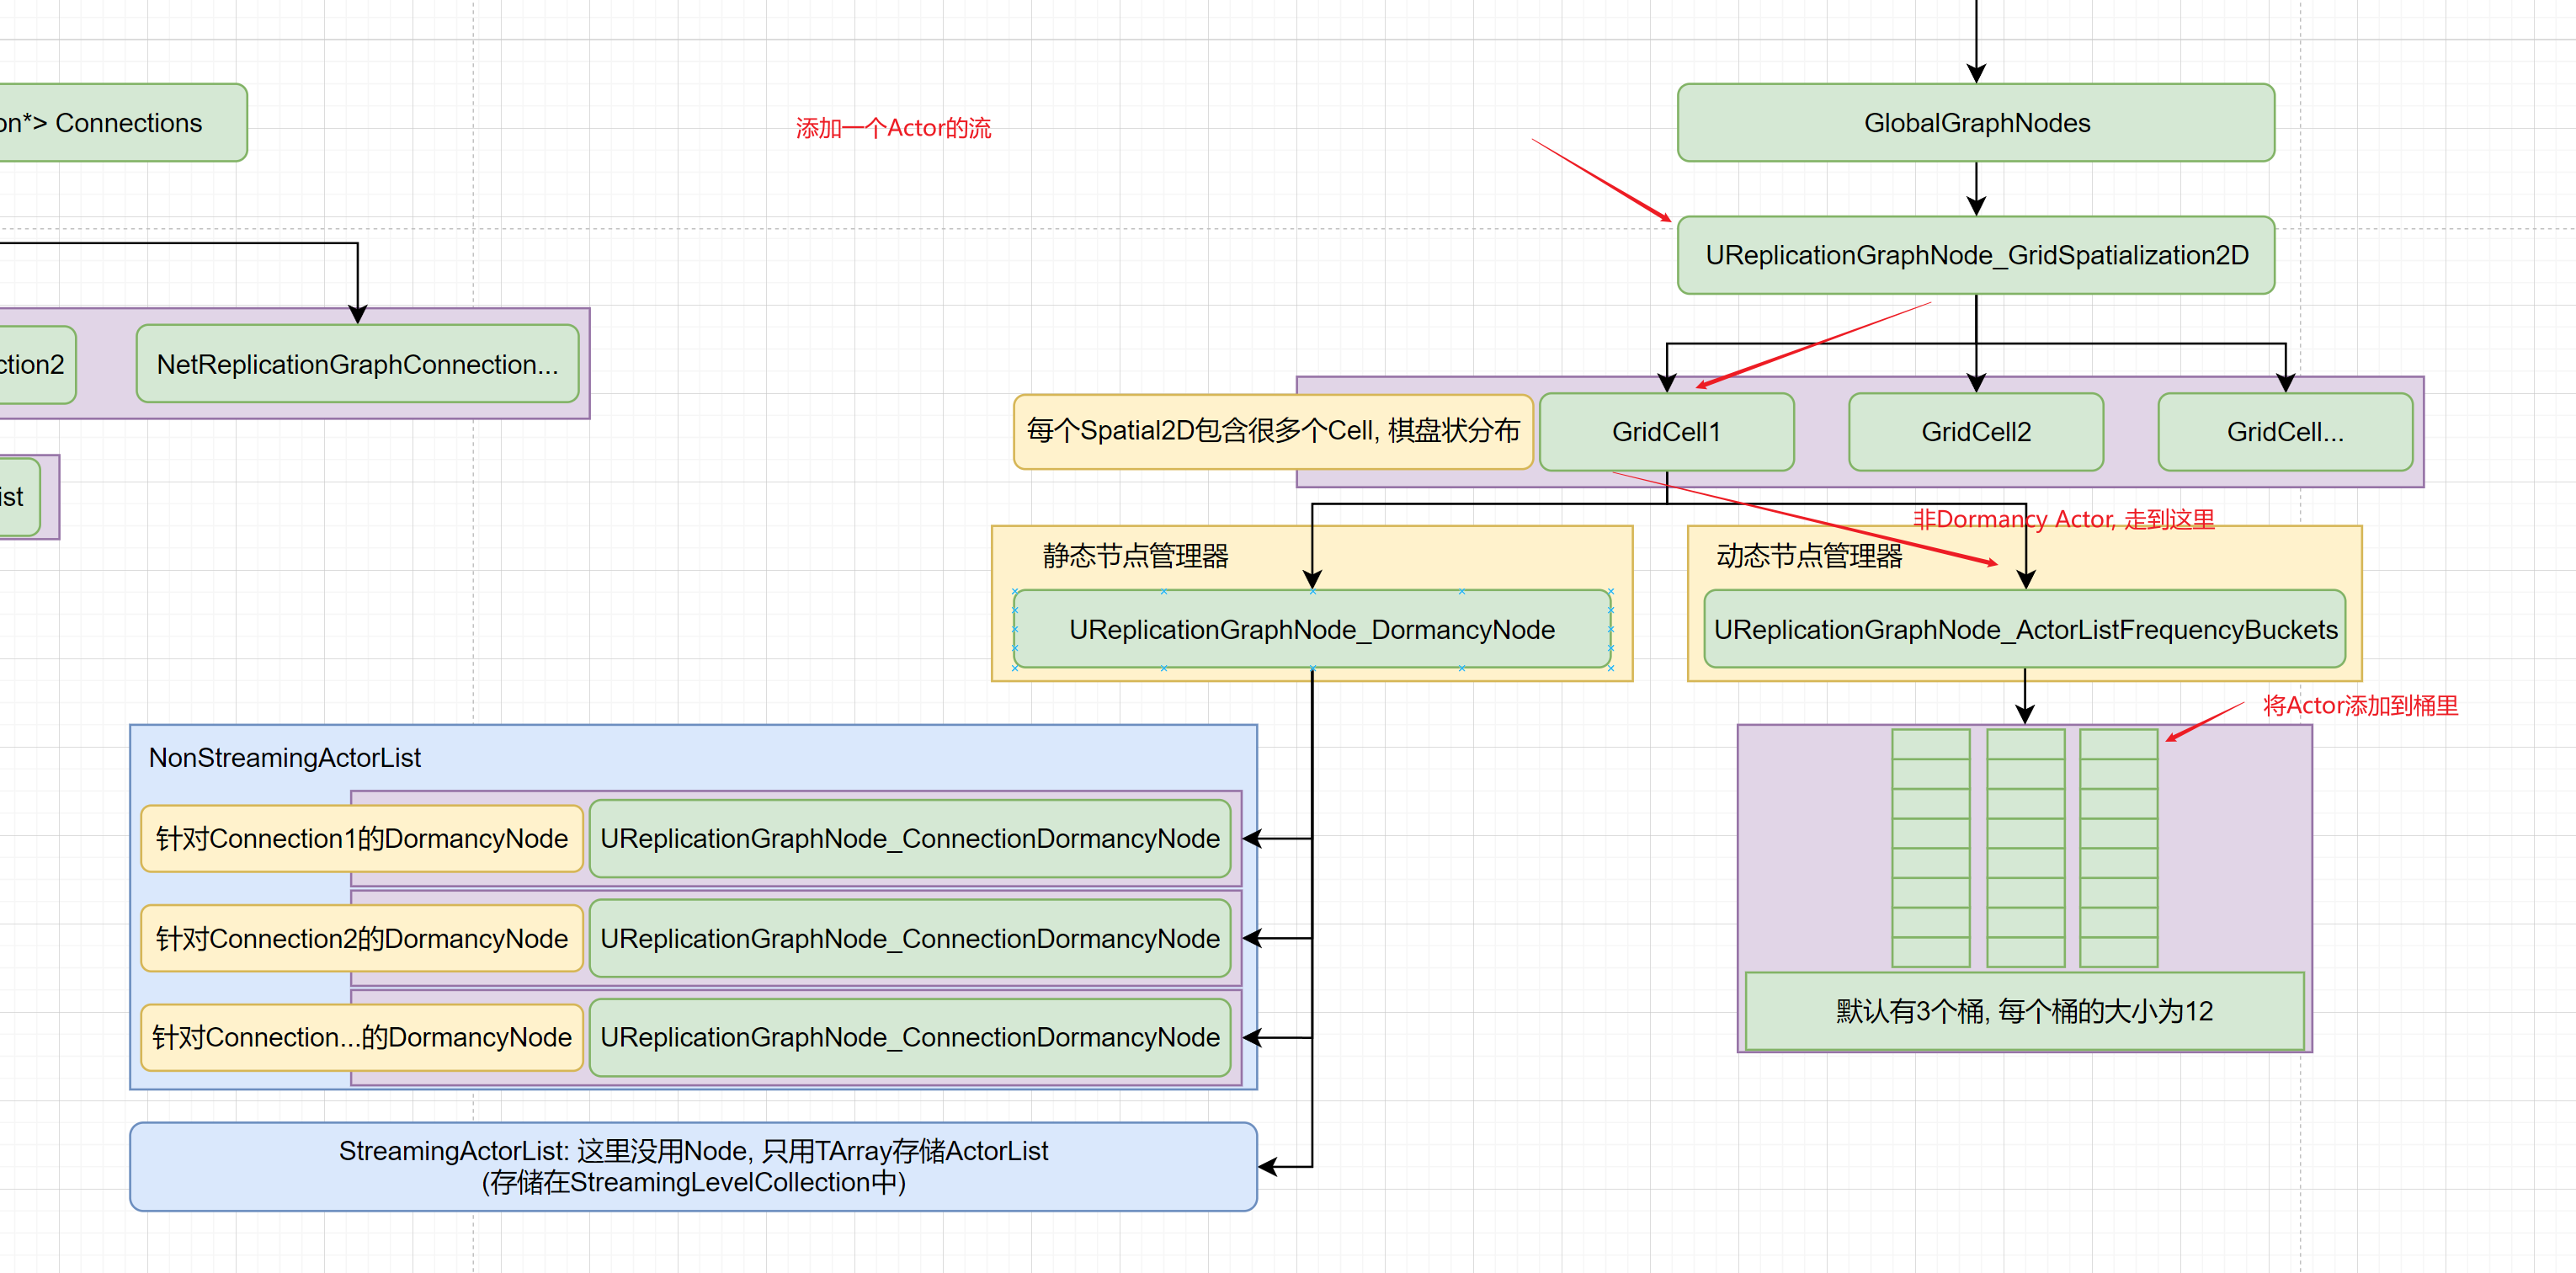 on*> Connections
添加一个Actor的流
GlobalGraphNodes
UReplicationGraphNode_GridSpatialization2D
ction2
NetReplicationGraphConnection...
每个Spatial2D包含很多个Cell, 棋盘状分布
GridCell1
GridCell2
GridCell...
ist
非Dormancy Actor, 走到这里
静态节点管理器
动态节点管理器
UReplicationGraphNode_DormancyNode
UReplicationGraphNode_ActorListFrequencyBuckets
将Actor添加到桶里
NonStreamingActorList
针对Connection1的DormancyNode
UReplicationGraphNode_ConnectionDormancyNode
针对Connection2的DormancyNode
UReplicationGraphNode_ConnectionDormancyNode
针对Connection...的DormancyNode
UReplicationGraphNode_ConnectionDormancyNode
默认有3个桶, 每个桶的大小为12
StreamingActorList: 这里没用Node, 只用TArray存储ActorList
(存储在StreamingLevelCollection中)